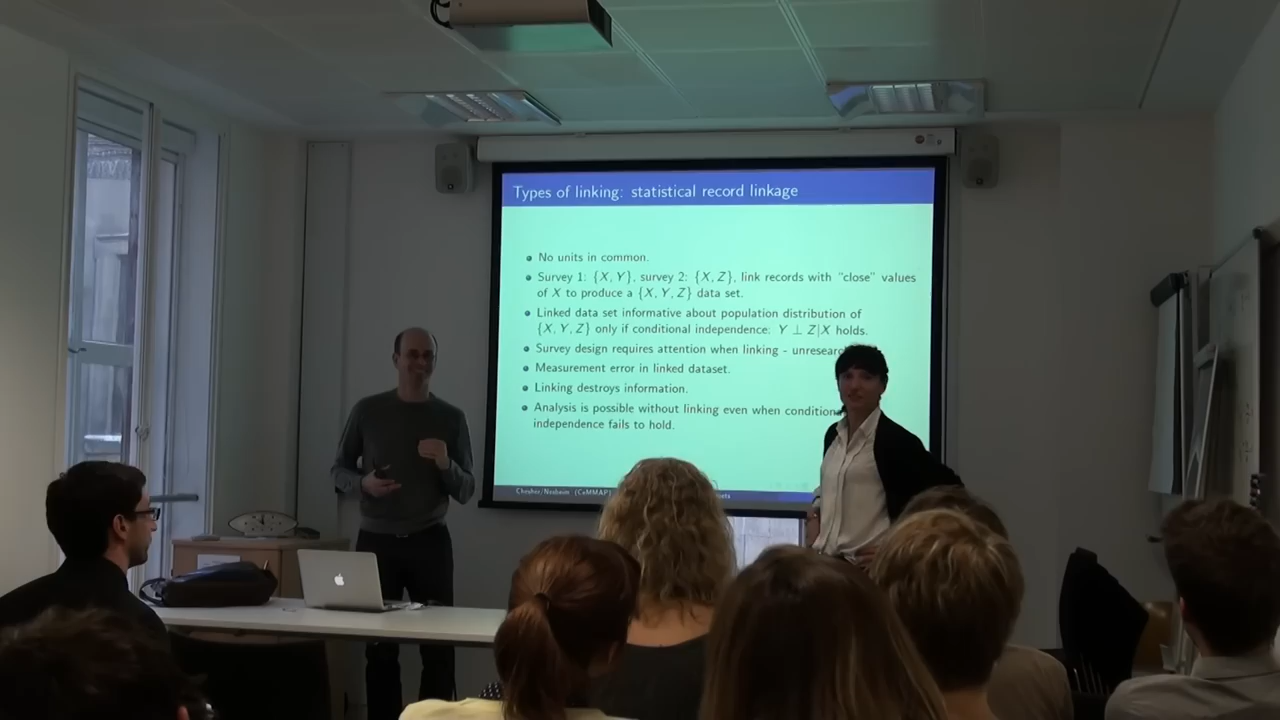 Types of linking: statistical record linkage
No units in common.
Survey 1: {X, Y}, survey 2: {X, Z}, link records with "close" values
of X to produce a {X, Y, Z} data set.
Linked data set informative about population distribution of
{X, Y, Z} only if conditional independence: Y ⊥ Z|X holds.
Survey design requires attention when linking - unresearc
Measurement error in linked dataset.
Linking destroys information.
Analysis is possible without linking even when condition
independence fails to hold.
Chesher/Nesheim (CeMMAP)